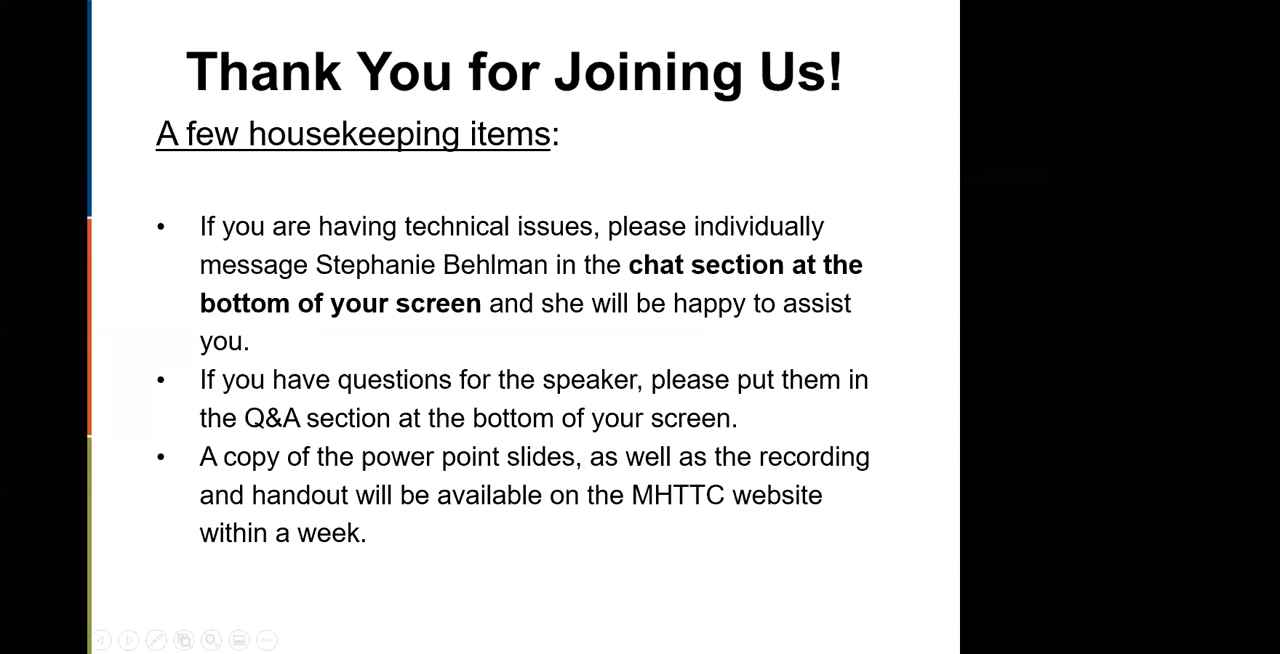 Thank You for Joining Us!
A few housekeeping items:
• If you are having technical issues, please individually
message Stephanie Behlman in the chat section at the
bottom of your screen and she will be happy to assist
you.
• If you have questions for the speaker, please put them in
the Q&A section at the bottom of your screen.
• A copy of the power point slides, as well as the recording
and handout will be available on the MHTTC website
within a week.